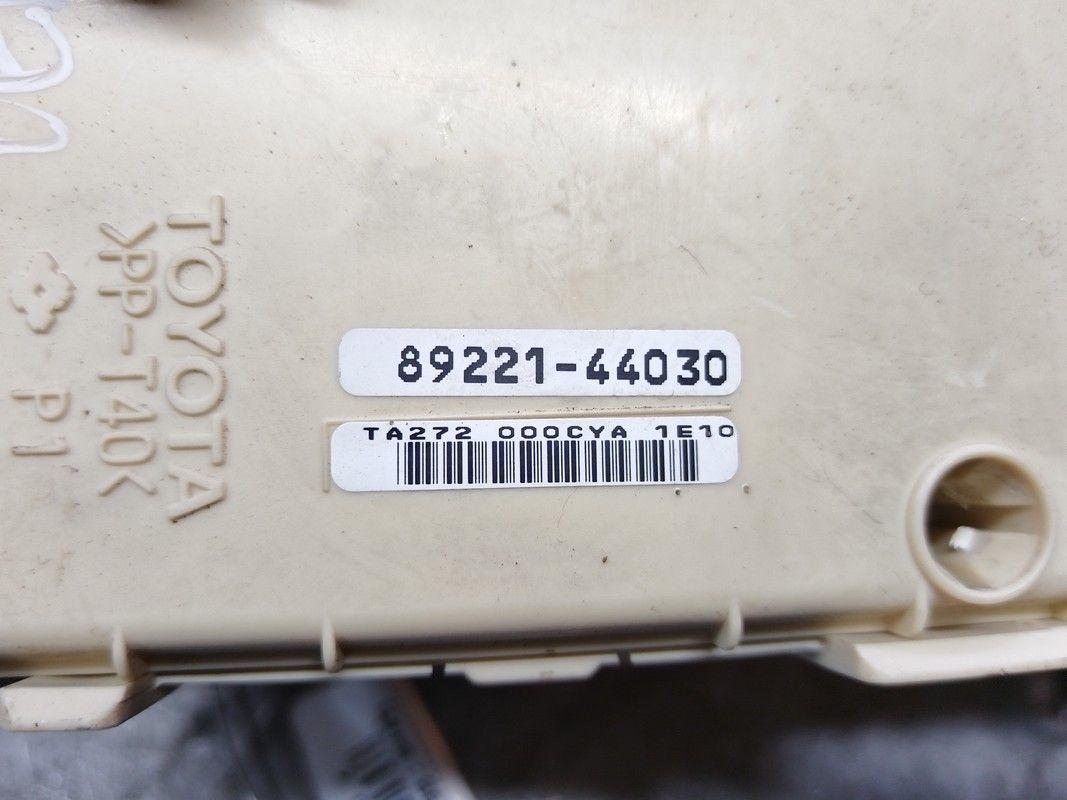 TOYOTA
>PP-T40<
P1
89221-44030
TA272 000CYA 1E10